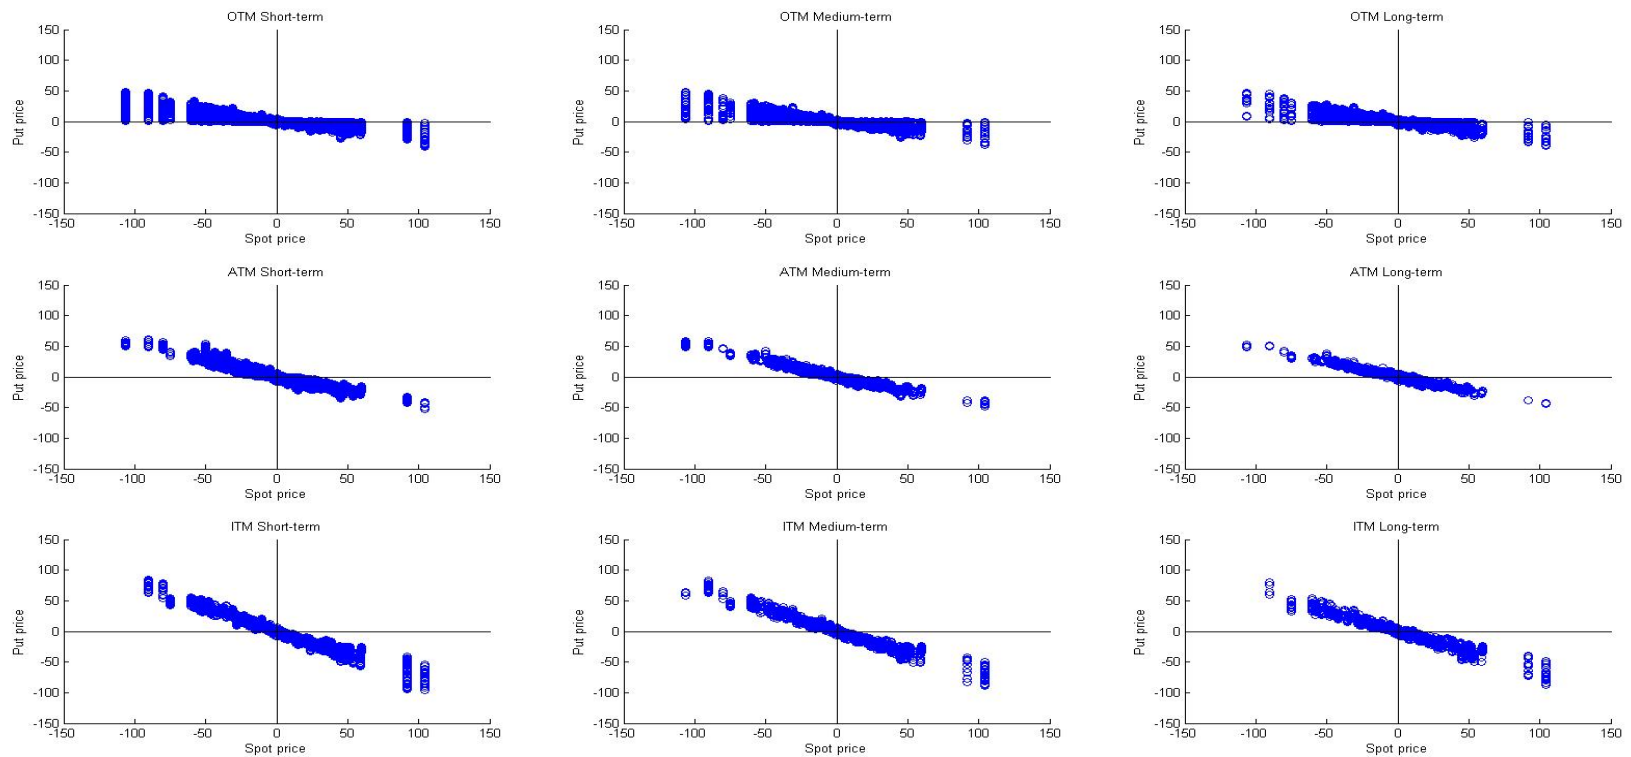 OTM Short-term OTM Medium-term OTM Long-term
150 150 150
100 100 100
50 50 50
0 0 0
-50 -50 -50
-100 -100 -100
-150 -150 -150
Put price Put price Put price
-150 -100 -50 0 50 100 150 -150 -100 -50 0 50 100 150 -150 -100 -50 0 50 100 150
Spot price Spot price Spot price
ATM Short-term ATM Medium-term ATM Long-term
150 150 150
100 100 100
50 50 50
0 0 0
-50 -50 -50
-100 -100 -100
-150 -150 -150
Put price Put price Put price
-150 -100 -50 0 50 100 150 -150 -100 -50 0 50 100 150 -150 -100 -50 0 50 100 150
Spot price Spot price Spot price
ITM Short-term ITM Medium-term ITM Long-term
150 150 150
100 100 100
50 50 50
0 0 0
-50 -50 -50
-100 -100 -100
-150 -150 -150
Put price Put price Put price
-150 -100 -50 0 50 100 150 -150 -100 -50 0 50 100 150 -150 -100 -50 0 50 100 150
Spot price Spot price Spot price